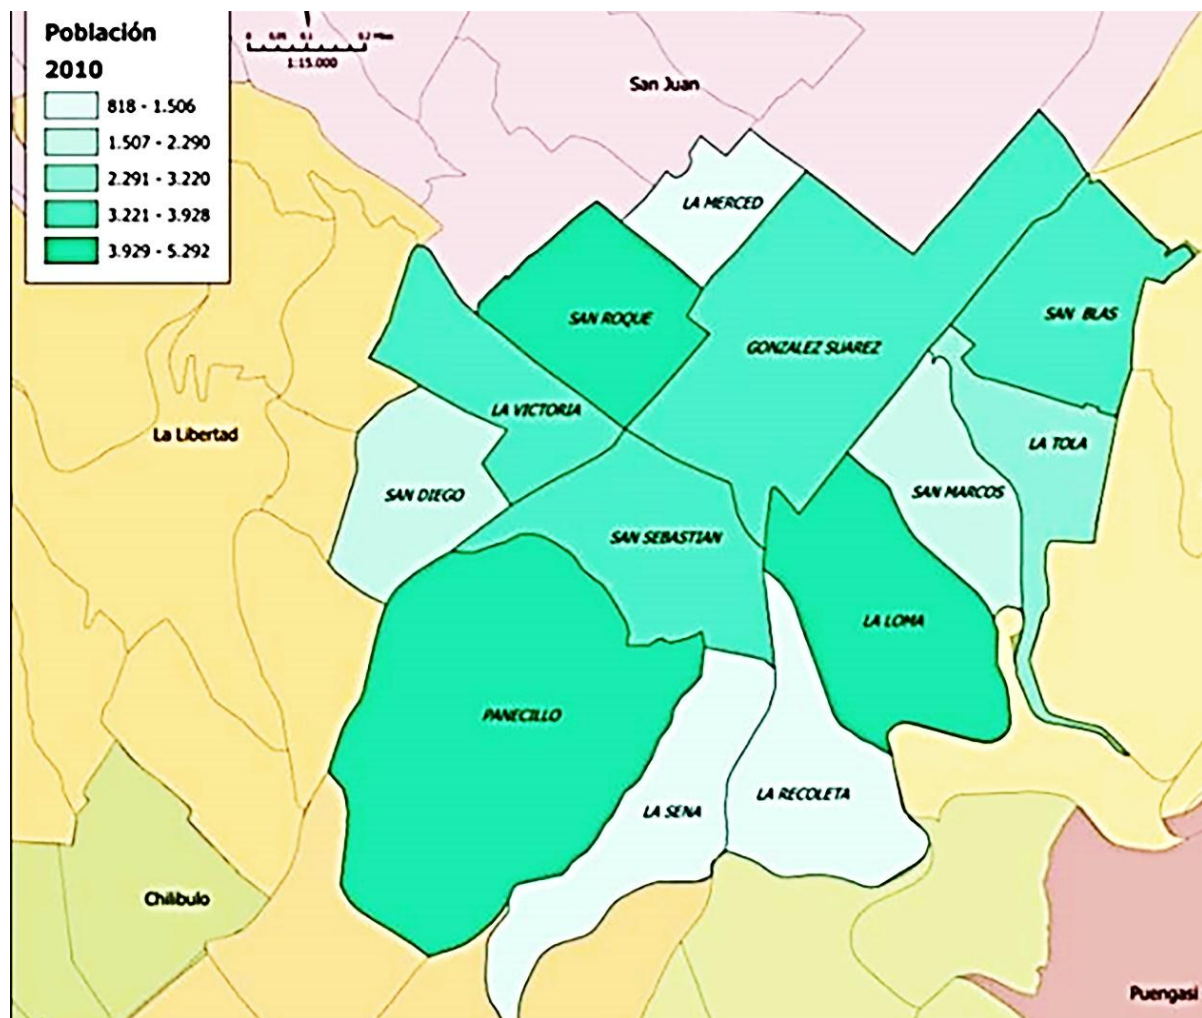 Población
2010
818 - 1.506
1.507 - 2.290
2.291 - 3.220
3.221 - 3.928
3.929 - 5.292
1:15.000
San Juan
LA MERCED
SAN ROQUE
SAN BLAS
GONZALEZ SUAREZ
LA VICTORIA
La Libertad
LA TOLA
SAN DIEGO
SAN MARCOS
SAN SEBASTIAN
LA LOMA
PANECILLO
LA RECOLETA
LA SENA
Chilibulo
Puengasi